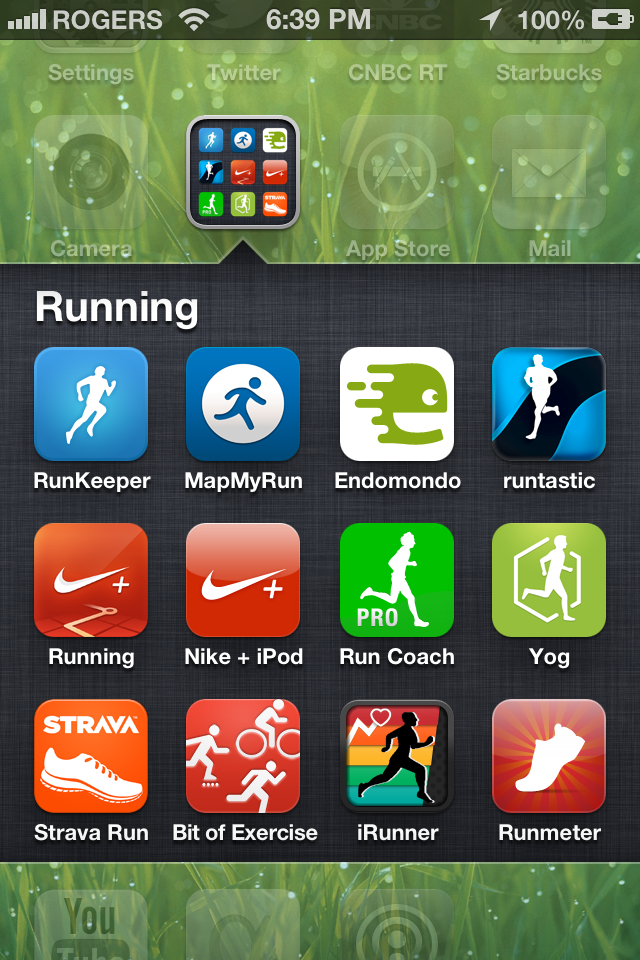 ROGERS 6:39 PM 100%
CNBC
Settings Twitter CNBC RT Starbucks
Camera App Store Mail
Running
RunKeeper MapMyRun Endomondo runtastic
PRO
Running Nike + iPod Run Coach Yog
STRAVA
Strava Run Bit of Exercise iRunner Runmeter
You
Tube